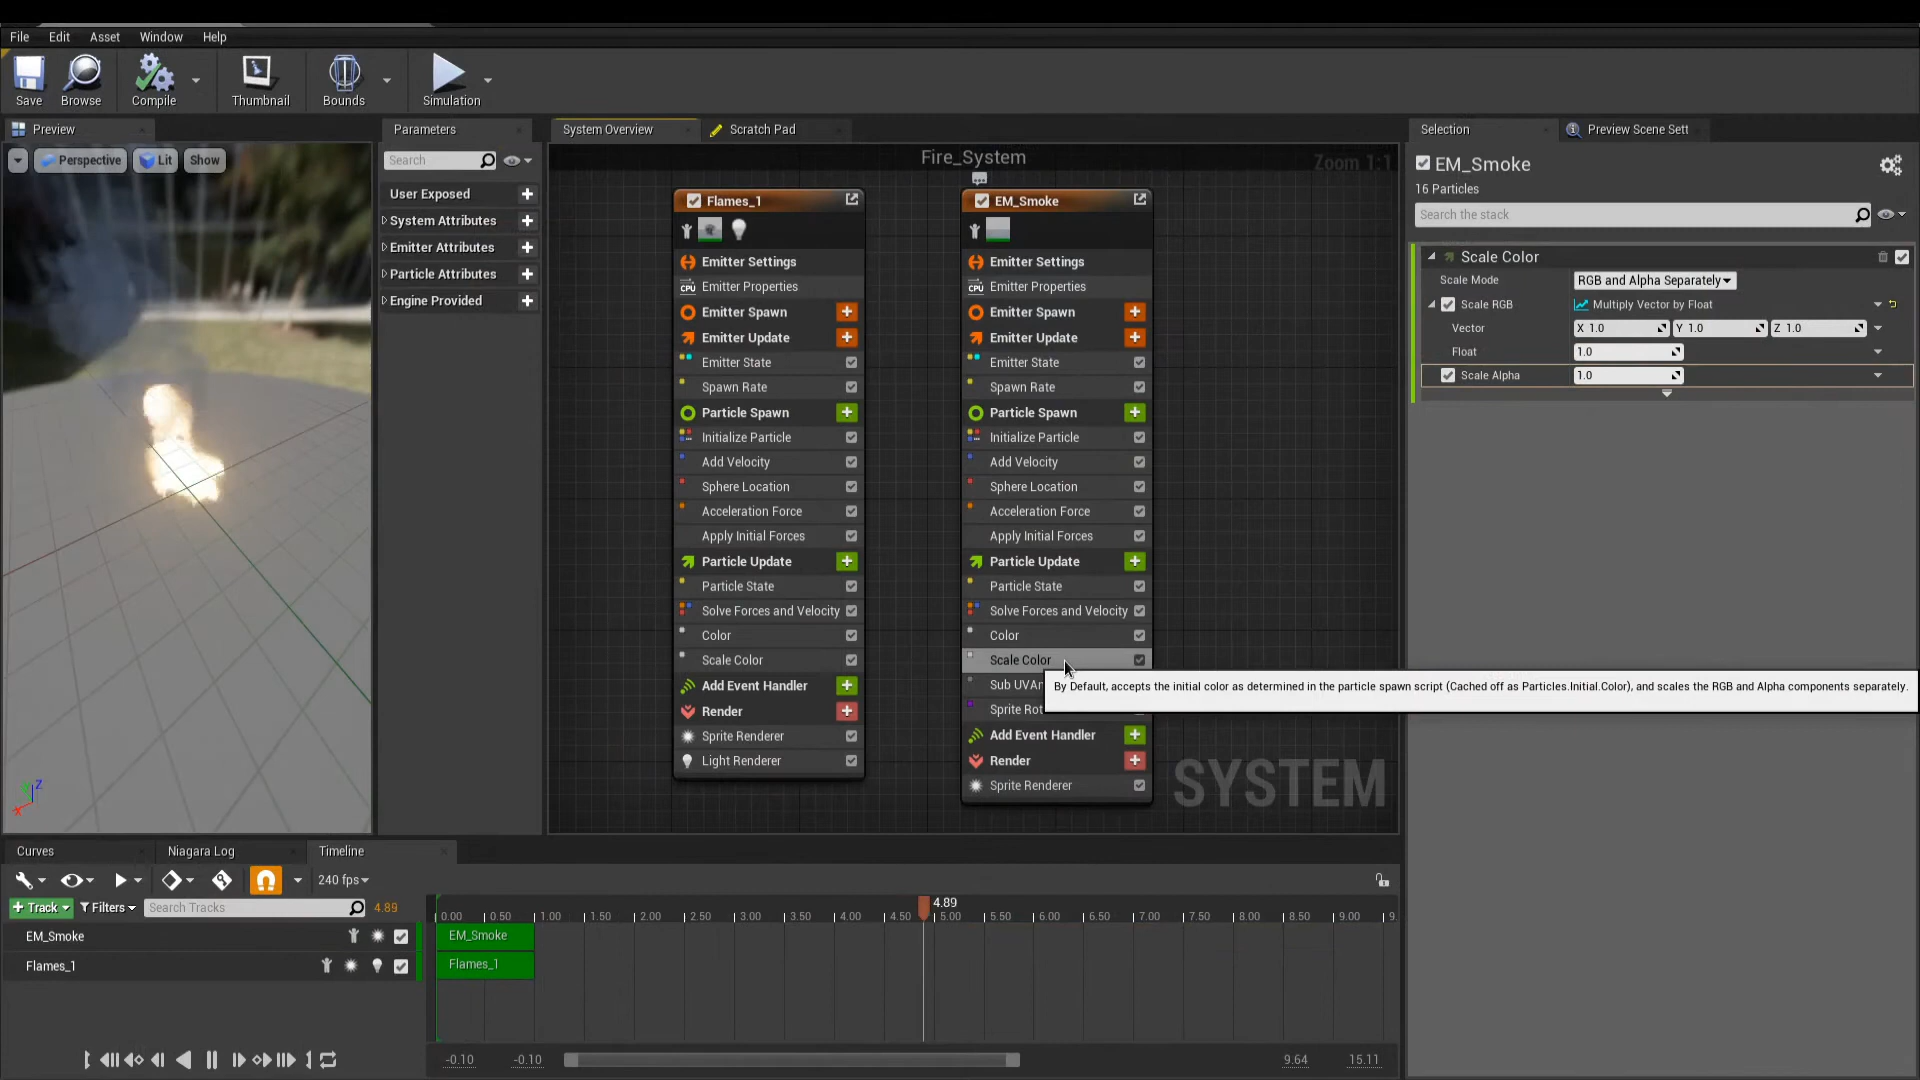 File Edit Asset Window Help
Save Browse Compile Thumbnail Bounds Simulation
Preview
Perspective Lit Show
Z
X
Parameters
Search
User Exposed
System Attributes
Emitter Attributes
Particle Attributes
Engine Provided
System Overview Scratch Pad
Fire_System
Zoom 1:1
Flames_1
Emitter Settings
CPU Emitter Properties
Emitter Spawn
Emitter Update
Emitter State
Spawn Rate
Particle Spawn
Initialize Particle
Add Velocity
Sphere Location
Acceleration Force
Apply Initial Forces
Particle Update
Particle State
Solve Forces and Velocity
Color
Scale Color
Add Event Handler
Render
Sprite Renderer
Light Renderer
EM_Smoke
Emitter Settings
CPU Emitter Properties
Emitter Spawn
Emitter Update
Emitter State
Spawn Rate
Particle Spawn
Initialize Particle
Add Velocity
Sphere Location
Acceleration Force
Apply Initial Forces
Particle Update
Particle State
Solve Forces and Velocity
Color
Scale Color
Sub UVAn
Sprite Rot
Add Event Handler
Render
Sprite Renderer
By Default, accepts the initial color as determined in the particle spawn script (Cached off as Particles.Initial.Color), and scales the RGB and Alpha components separately.
SYSTEM
Selection Preview Scene Sett
EM_Smoke
16 Particles
Search the stack
Scale Color
Scale Mode RGB and Alpha Separately
Scale RGB Multiply Vector by Float
Vector X 1.0 Y 1.0 Z 1.0
Float 1.0
Scale Alpha 1.0
Curves Niagara Log Timeline
240 fps
+ Track Filters Search Tracks 4.89
EM_Smoke
Flames_1
4.89
0.00 0.50 1.00 1.50 2.00 2.50 3.00 3.50 4.00 4.50 5.00 5.50 6.00 6.50 7.00 7.50 8.00 8.50 9.00 9.
EM_Smoke
Flames_1
-0.10 -0.10 9.64 15.11